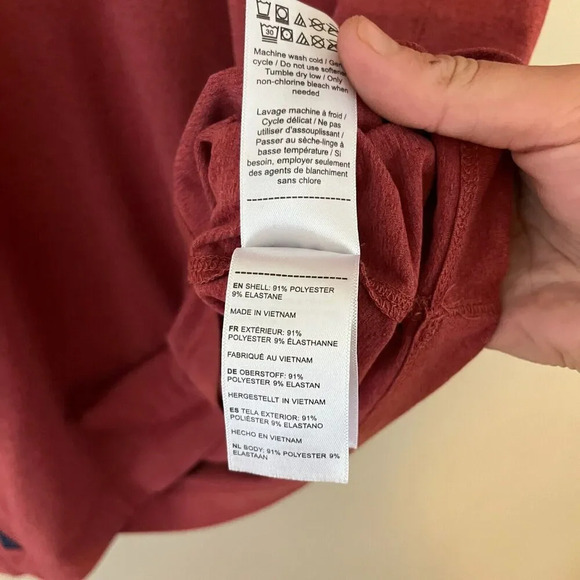 30
Machine wash cold / Ge
cycle / Do not use softene
Tumble dry low / Only
non-chlorine bleach when
needed
Lavage machine à froid /
Cycle délicat / Ne pas
utiliser d'assouplissant /
Passer au sèche-linge à
basse température / Si
besoin, employer seulement
des agents de blanchiment
sans chlore
EN SHELL: 91% POLYESTER
9% ELASTANE
MADE IN VIETNAM
FR EXTÉRIEUR: 91%
POLYESTER 9% ÉLASTHANNE
FABRIQUÉ AU VIETNAM
DE OBERSTOFF: 91%
POLYESTER 9% ELASTAN
HERGESTELLT IN VIETNAM
ES TELA EXTERIOR: 91%
POLIÉSTER 9% ELASTANO
HECHO EN VIETNAM
NL BODY: 91% POLYESTER 9%
ELASTAAN